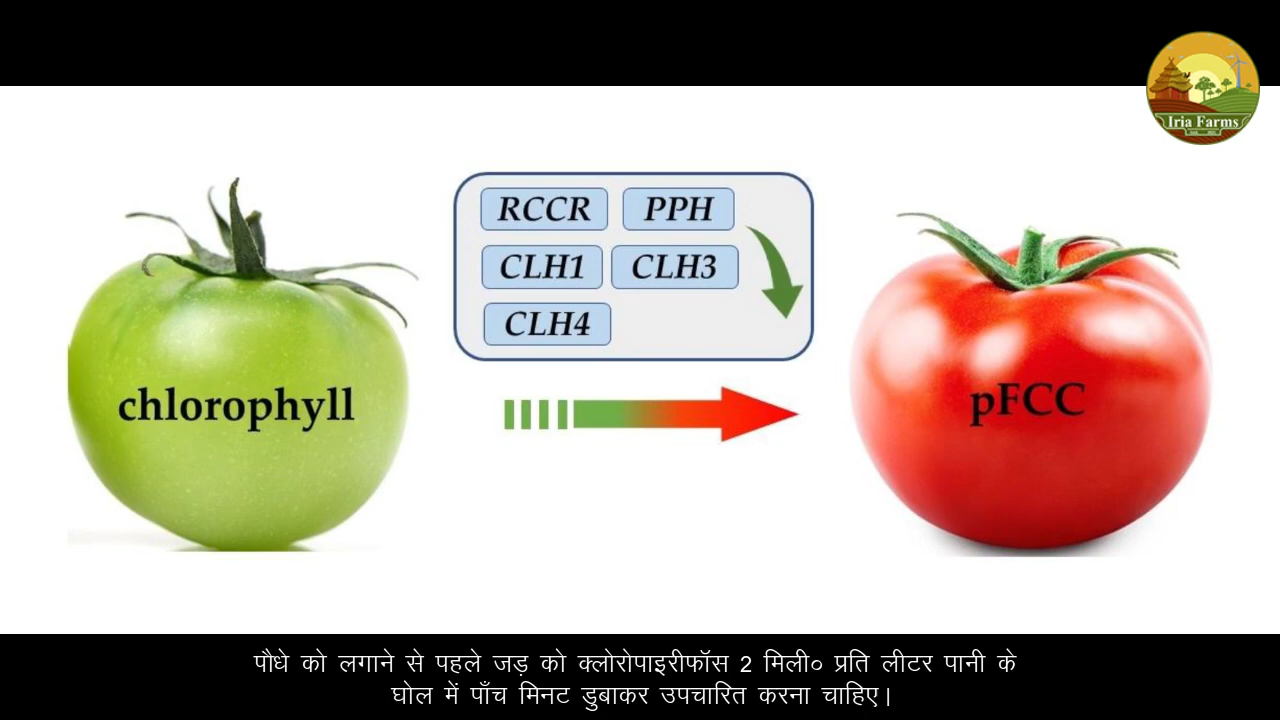 Iria Farms
RCCR PPH
CLH1 CLH3
CLH4
chlorophyll
pFCC
पौधे को लगाने से पहले जड़ को क्लोरोपाइरीफॉस 2 मिली० प्रति लीटर पानी के
घोल में पाँच मिनट डुबाकर उपचारित करना चाहिए।